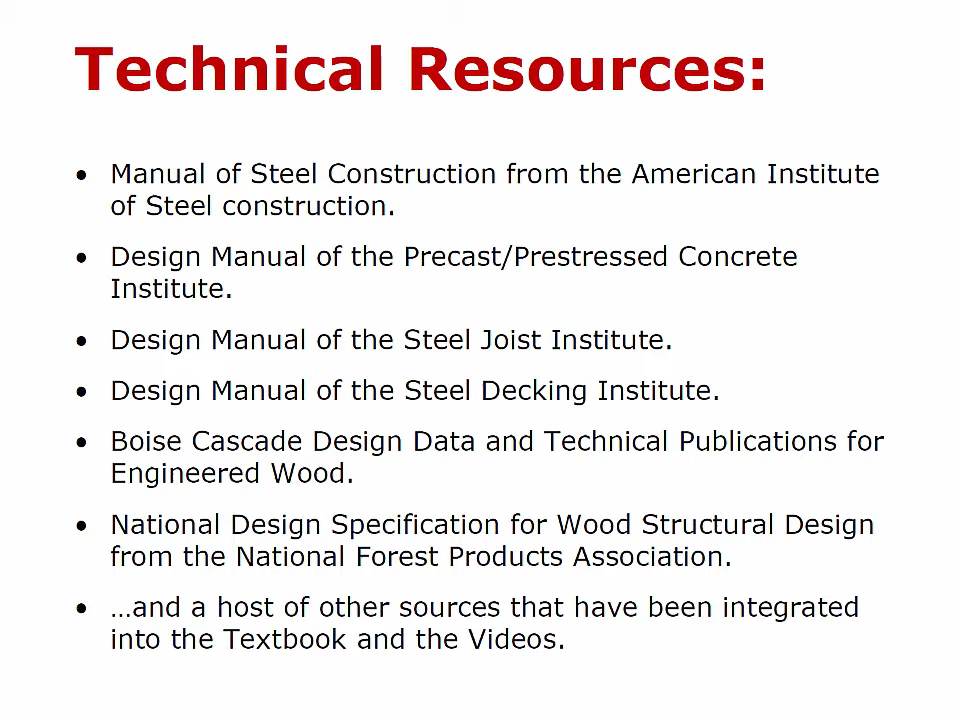 Technical Resources:
• Manual of Steel Construction from the American Institute
of Steel construction.
• Design Manual of the Precast/Prestressed Concrete
Institute.
• Design Manual of the Steel Joist Institute.
• Design Manual of the Steel Decking Institute.
• Boise Cascade Design Data and Technical Publications for
Engineered Wood.
• National Design Specification for Wood Structural Design
from the National Forest Products Association.
• …and a host of other sources that have been integrated
into the Textbook and the Videos.